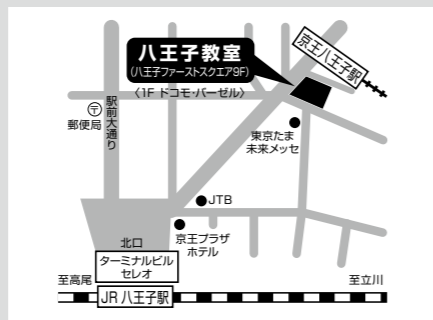 八王子教室
(八王子ファーストスクエア9F)
〈1F ドコモ・バーゼル〉
京王八王子駅
駅前大通り
〒
郵便局
東京たま
未来メッセ
JTB
京王プラザ
ホテル
北口
ターミナルビル
セレオ
至高尾
至立川
JR 八王子駅